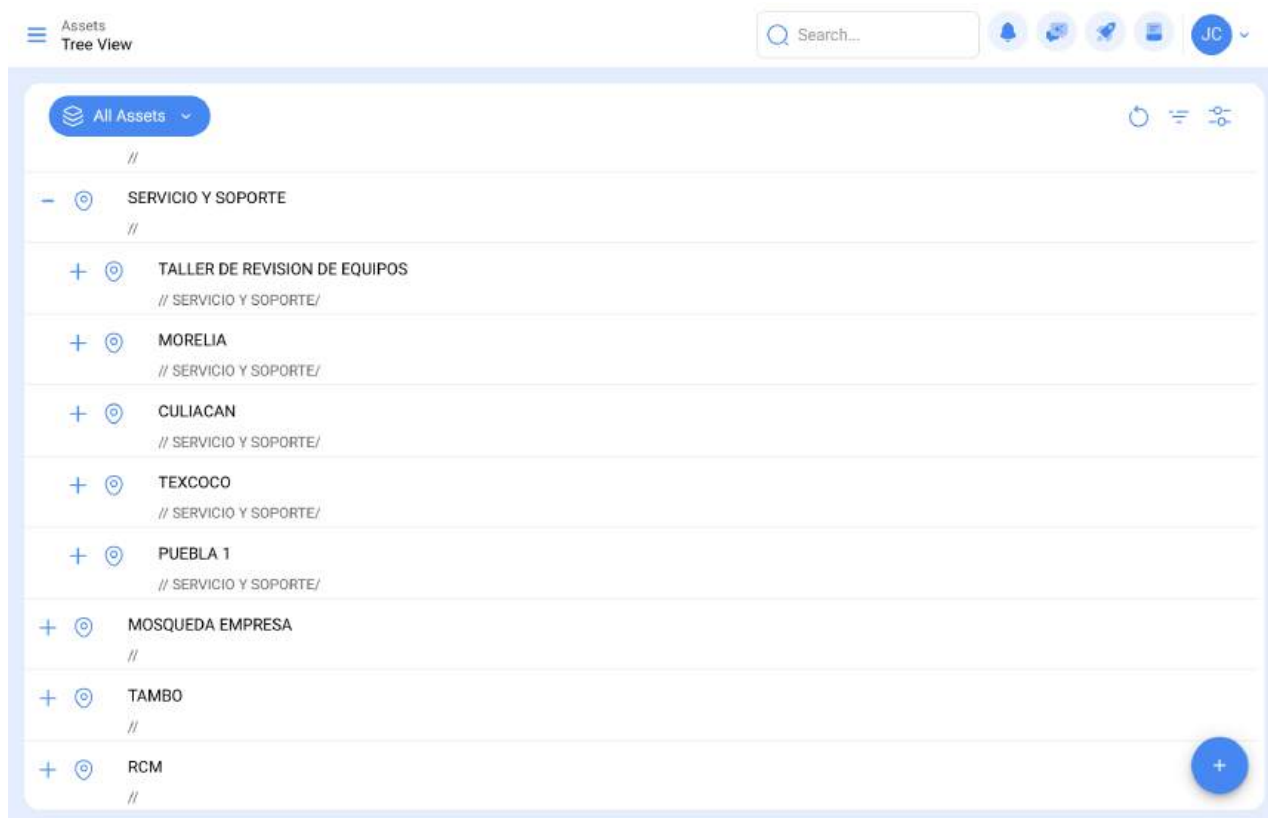 Assets
Tree View
Search...
JC
All Assets
//
SERVICIO Y SOPORTE
//
TALLER DE REVISION DE EQUIPOS
// SERVICIO Y SOPORTE/
MORELIA
// SERVICIO Y SOPORTE/
CULIACAN
// SERVICIO Y SOPORTE/
TEXCOCO
// SERVICIO Y SOPORTE/
PUEBLA 1
// SERVICIO Y SOPORTE/
MOSQUEDA EMPRESA
//
TAMBO
//
RCM
//